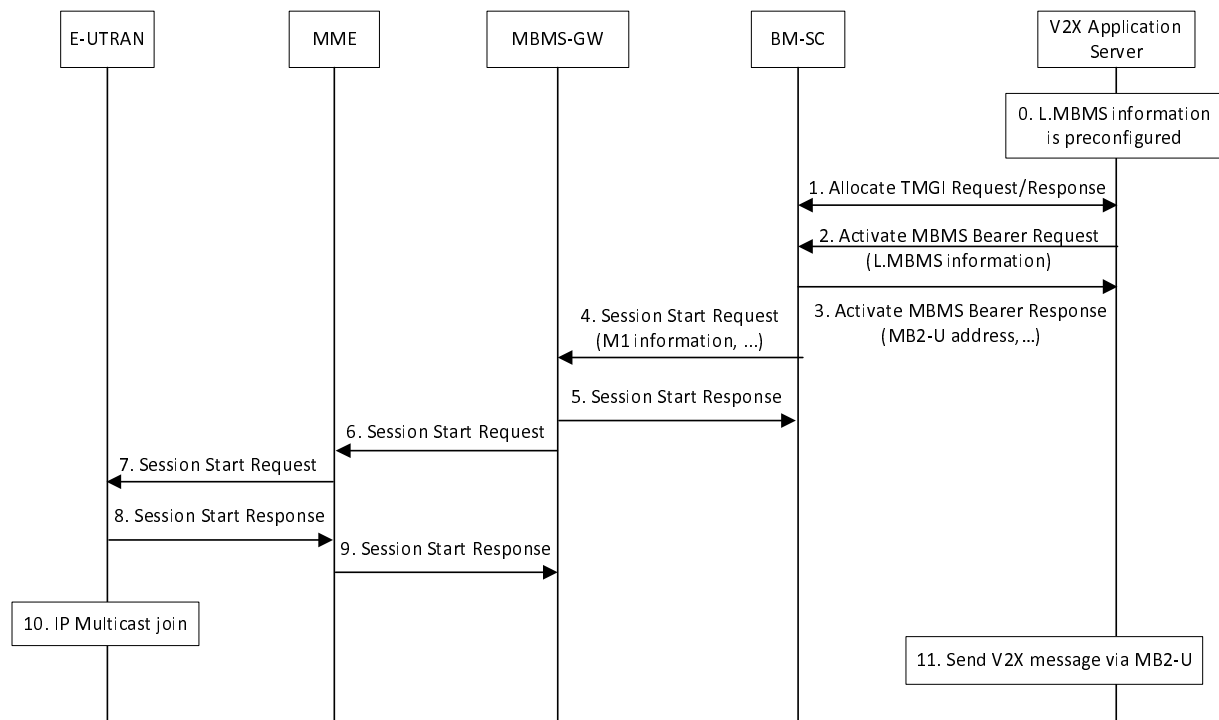 E-UTRAN
MME
MBMS-GW
BM-SC
V2X Application
Server
0. L.MBMS information
is preconfigured
1. Allocate TMGI Request/Response
2. Activate MBMS Bearer Request
(L.MBMS information)
3. Activate MBMS Bearer Response
(MB2-U address,...)
4. Session Start Request
(M1 information, ...)
5. Session Start Response
6. Session Start Request
7. Session Start Request
8. Session Start Response
9. Session Start Response
10. IP Multicast join
11. Send V2X message via MB2-U